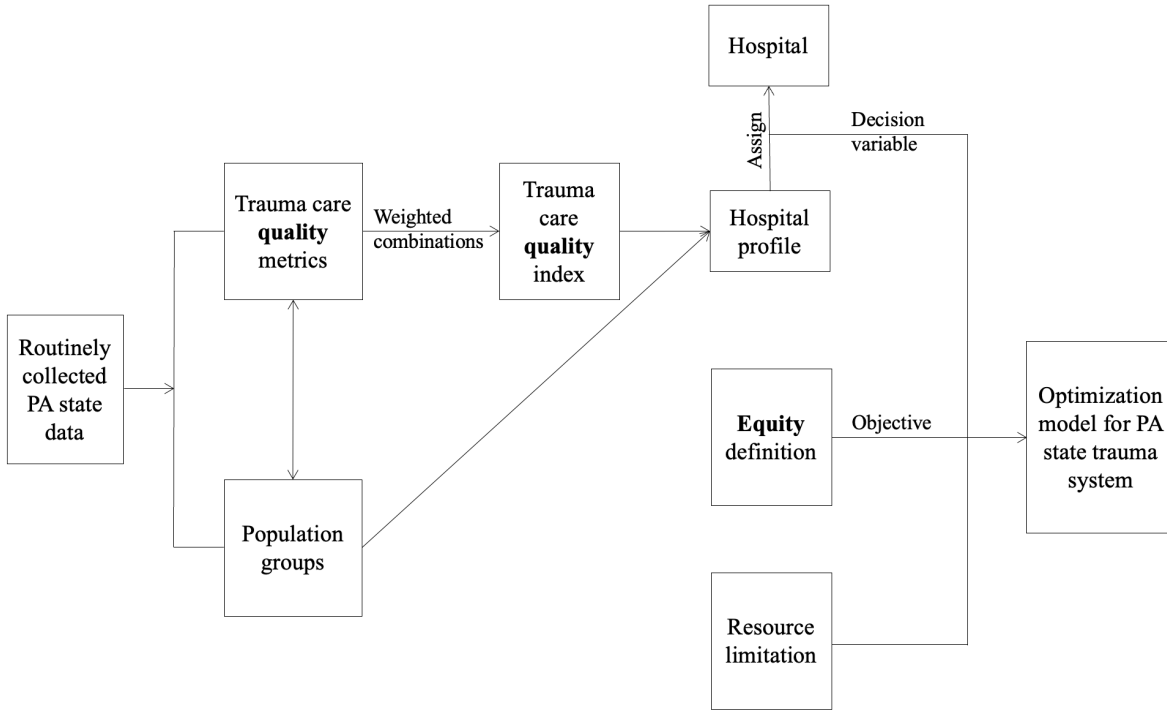 Hospital
Assign
Decision
variable
Trauma care
quality
metrics
Weighted
combinations
Trauma
care
quality
index
Hospital
profile
Routinely
collected
PA state
data
Equity
definition
Objective
Optimization
model for PA
state trauma
system
Population
groups
Resource
limitation